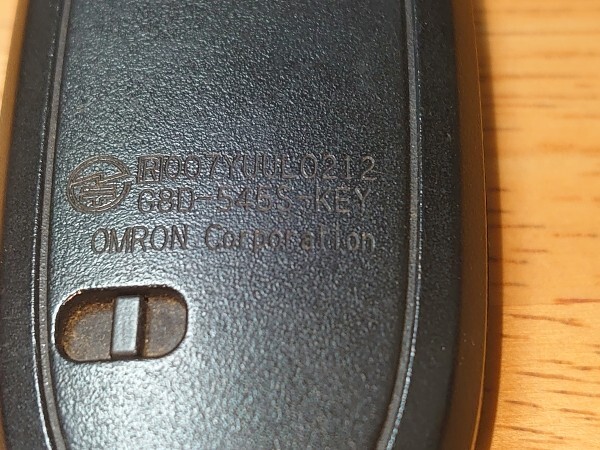 R007YUUL0212
G8D-545S-KEY
OMRON Corporation